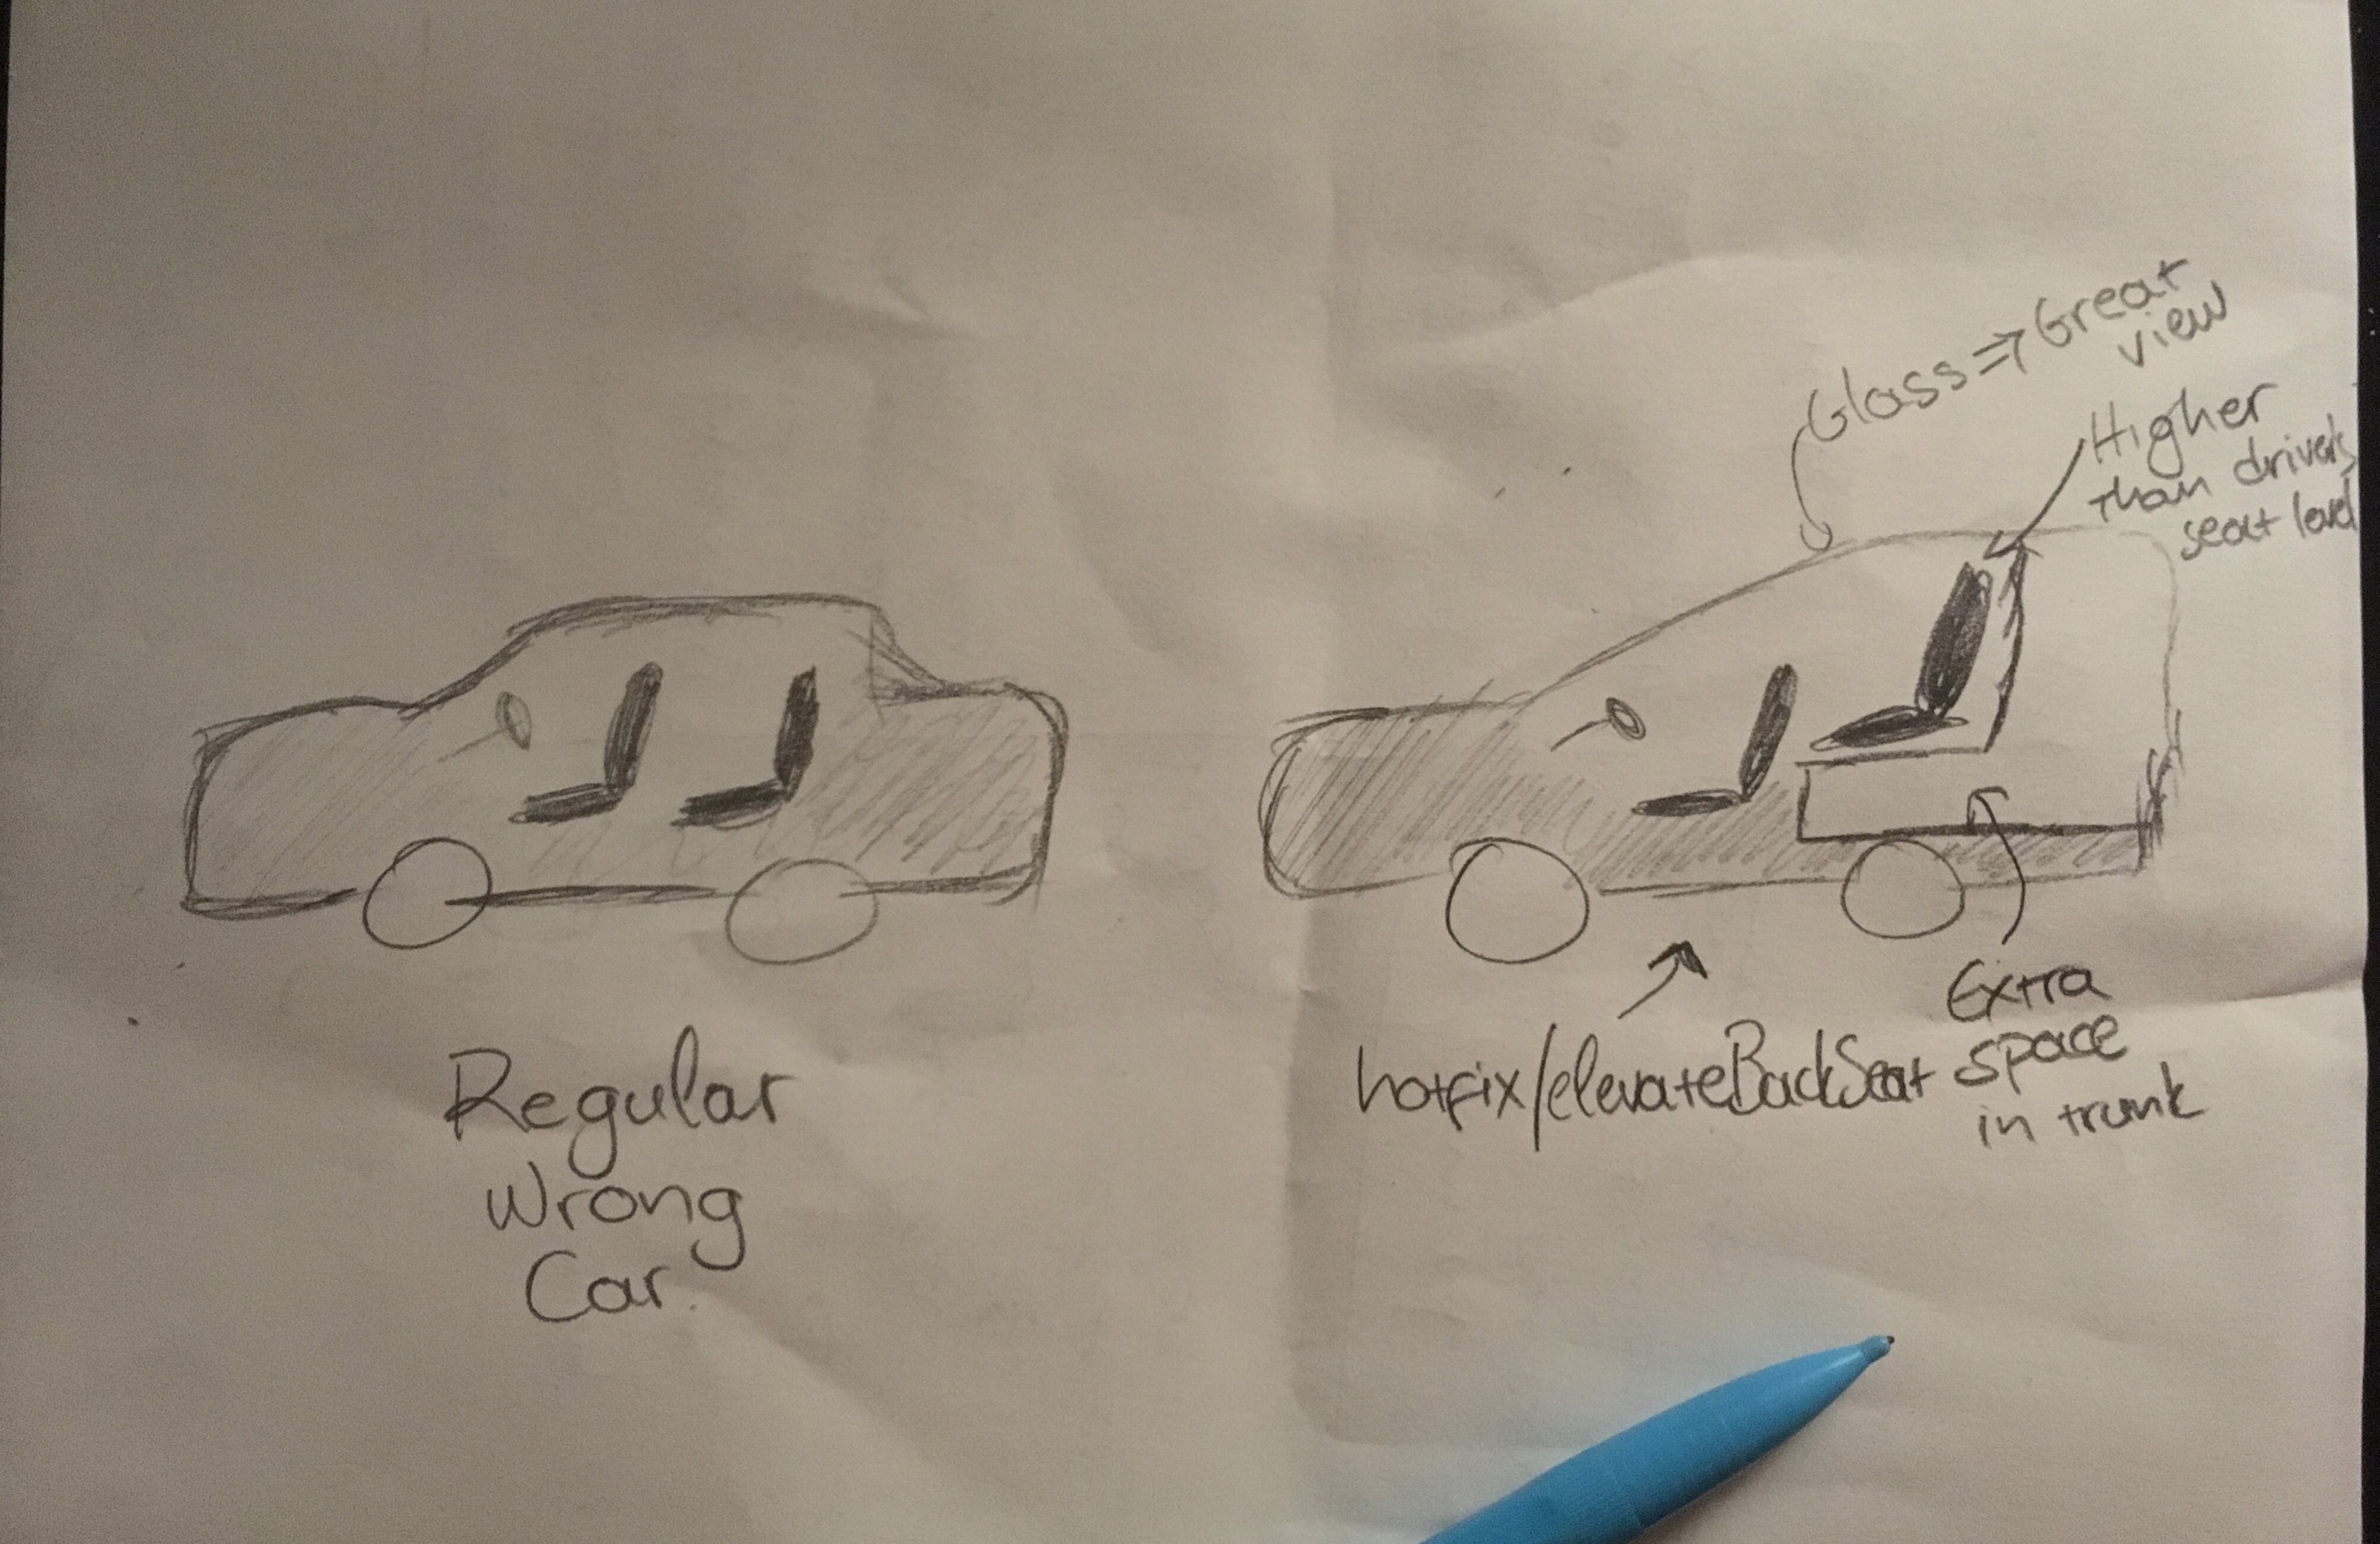 Regular
Wrong
Car.
Glass => Great
view
Higher
than drivers
seat level
hotfix/elevateBackSeat
Extra
space
in trunk